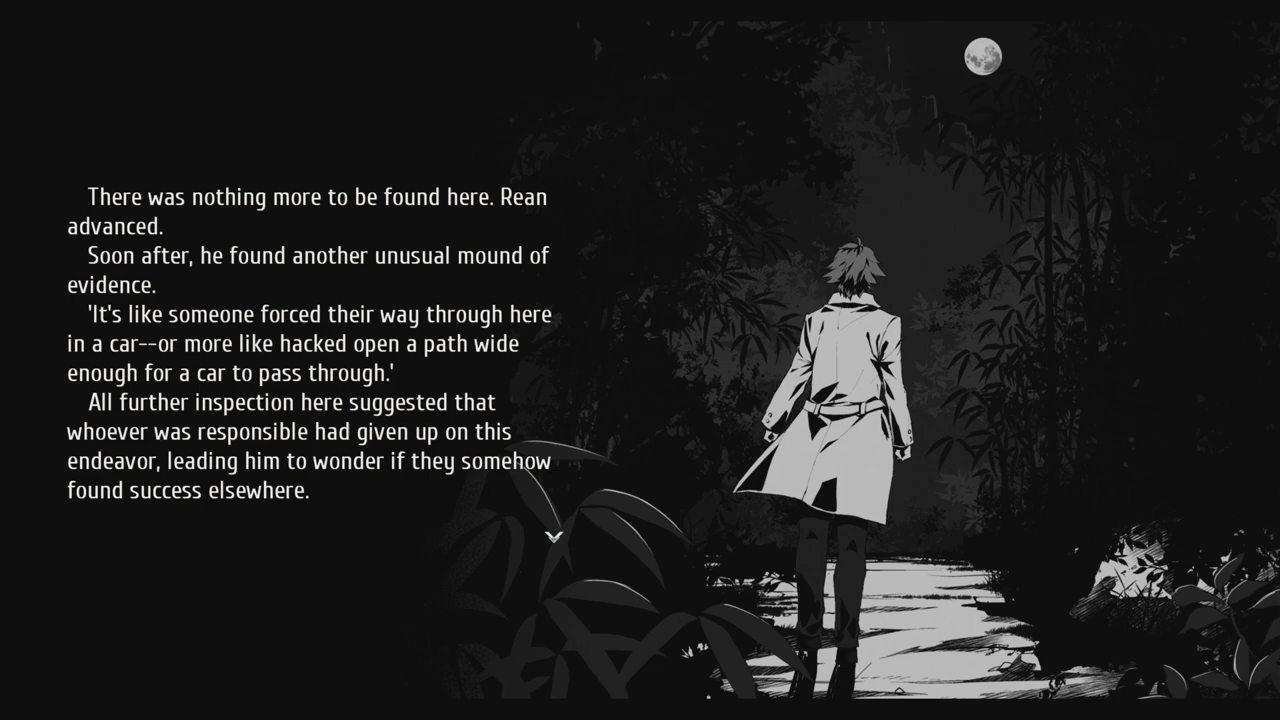 There was nothing more to be found here. Rean
advanced.
Soon after, he found another unusual mound of
evidence.
'It's like someone forced their way through here
in a car--or more like hacked open a path wide
enough for a car to pass through.'
All further inspection here suggested that
whoever was responsible had given up on this
endeavor, leading him to wonder if they somehow
found success elsewhere.